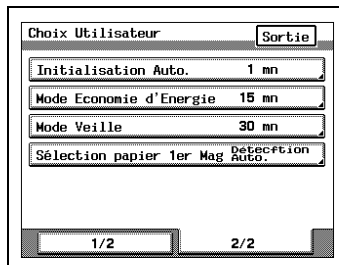 Choix Utilisateur
Sortie
Initialisation Auto. 1 mn
Mode Economie d'Energie 15 mn
Mode Veille 30 mn
Sélection papier 1er Mag Détecftion Auto.
1/2 2/2